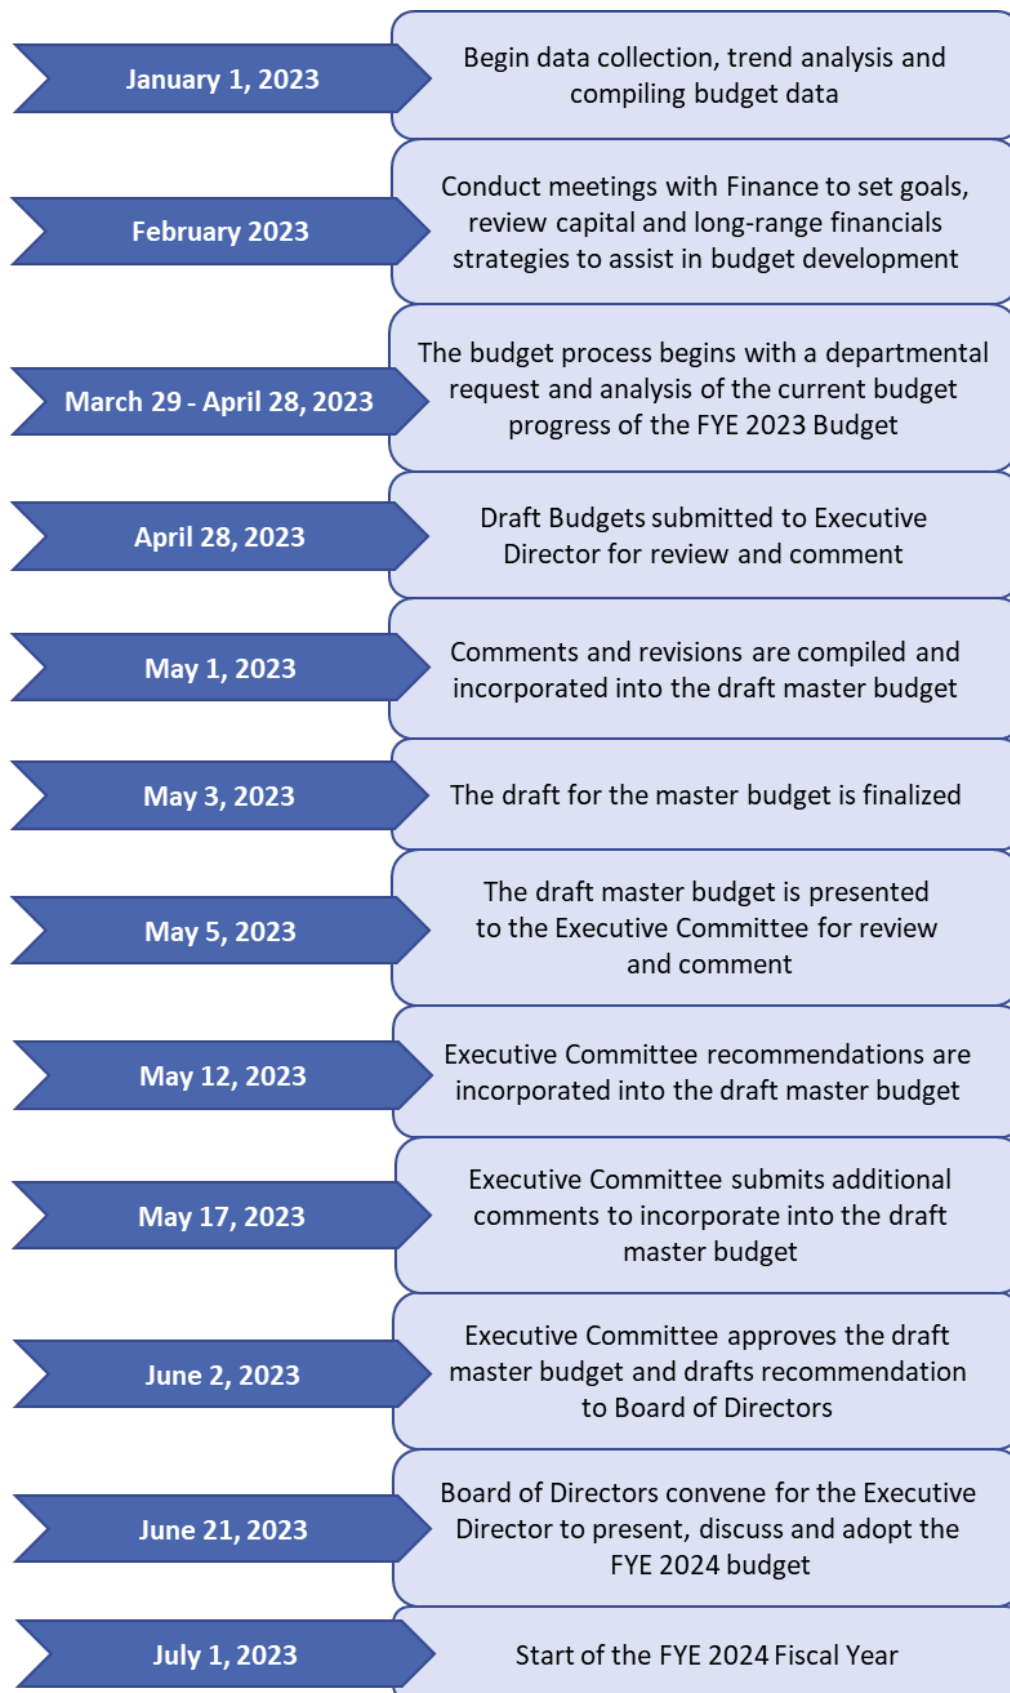 January 1, 2023
Begin data collection, trend analysis and
compiling budget data
February 2023
Conduct meetings with Finance to set goals,
review capital and long-range financials
strategies to assist in budget development
March 29 - April 28, 2023
The budget process begins with a departmental
request and analysis of the current budget
progress of the FYE 2023 Budget
April 28, 2023
Draft Budgets submitted to Executive
Director for review and comment
May 1, 2023
Comments and revisions are compiled and
incorporated into the draft master budget
May 3, 2023
The draft for the master budget is finalized
May 5, 2023
The draft master budget is presented
to the Executive Committee for review
and comment
May 12, 2023
Executive Committee recommendations are
incorporated into the draft master budget
May 17, 2023
Executive Committee submits additional
comments to incorporate into the draft
master budget
June 2, 2023
Executive Committee approves the draft
master budget and drafts recommendation
to Board of Directors
June 21, 2023
Board of Directors convene for the Executive
Director to present, discuss and adopt the
FYE 2024 budget
July 1, 2023
Start of the FYE 2024 Fiscal Year